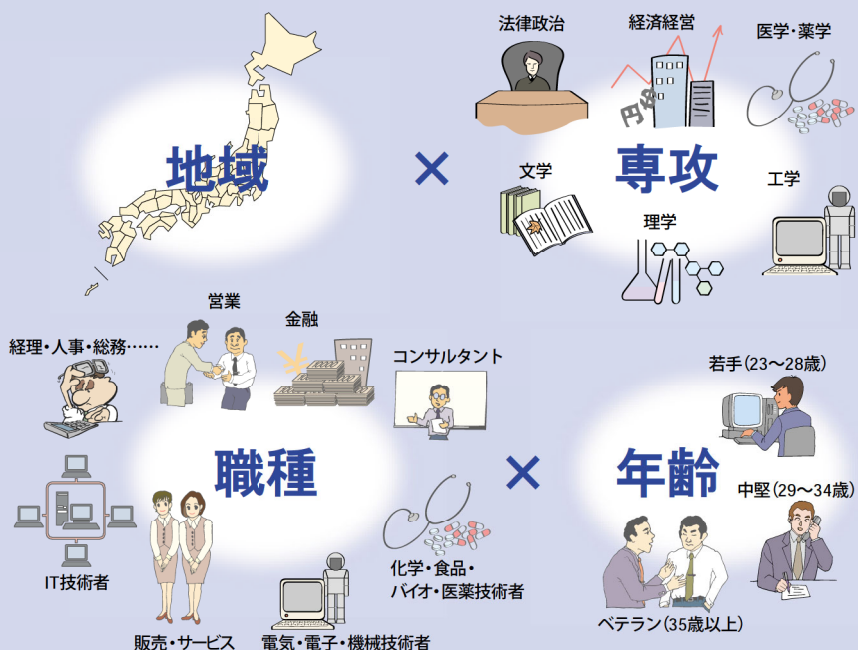 法律政治
経済経営
医学・薬学
地域
×
専攻
円
文学
理学
工学
営業
金融
経理・人事・総務……
コンサルタント
若手(23〜28歳)
職種
×
年齢
中堅(29〜34歳)
IT技術者
化学・食品・
バイオ・医薬技術者
ベテラン(35歳以上)
販売・サービス
電気・電子・機械技術者